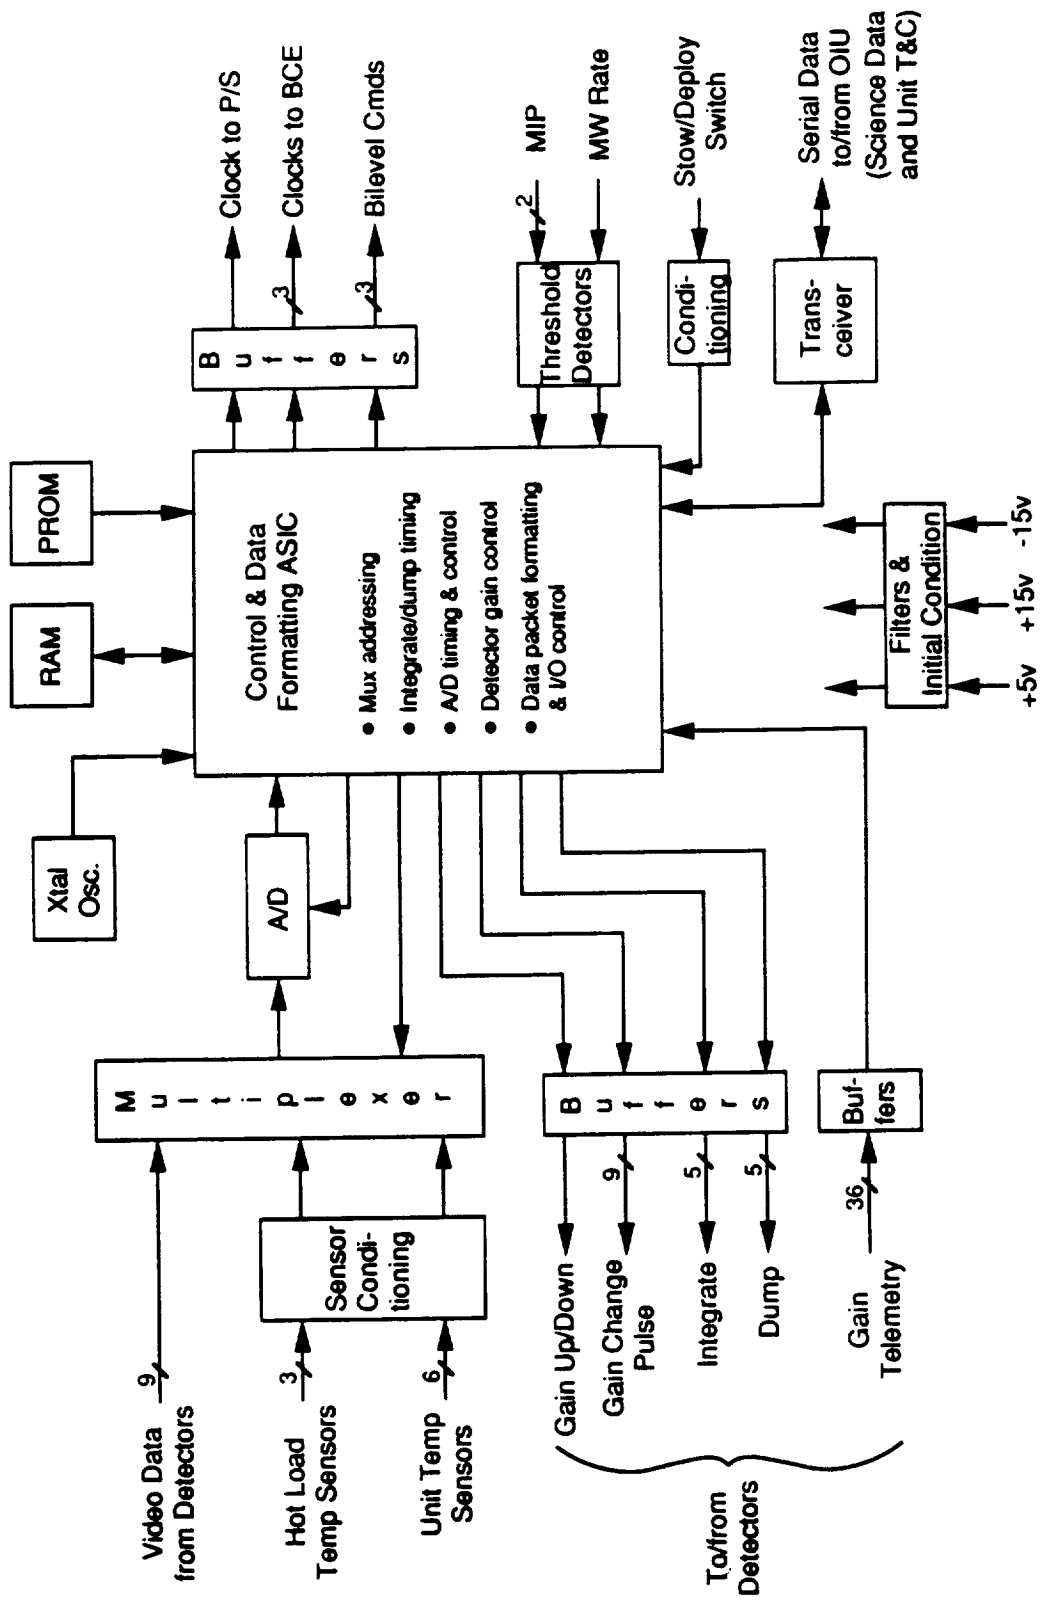 Xtal
Osc.
RAM
PROM
Video Data
from Detectors
9
Hot Load
Temp Sensors
3
Unit Temp
Sensors
6
Sensor
Condi-
tioning
Multiplexer
A/D
Control & Data
Formatting ASIC
• Mux addressing
• Integrate/dump timing
• A/D timing & control
• Detector gain control
• Data packet formatting
& I/O control
Buffers
Clock to P/S
3
Clocks to BCE
3
Bilevel Cmds
Threshold
Detectors
2
MIP
MW Rate
Condi-
tioning
Stow/Deploy
Switch
Trans-
ceiver
Serial Data
to/from OIU
(Science Data
and Unit T&C)
To/from
Detectors
Gain Up/Down
Gain Change
Pulse
9
Integrate
5
Dump
5
Buffers
Gain
Telemetry
36
Buf-
fers
Filters &
Initial Condition
+5v
+15v
-15v